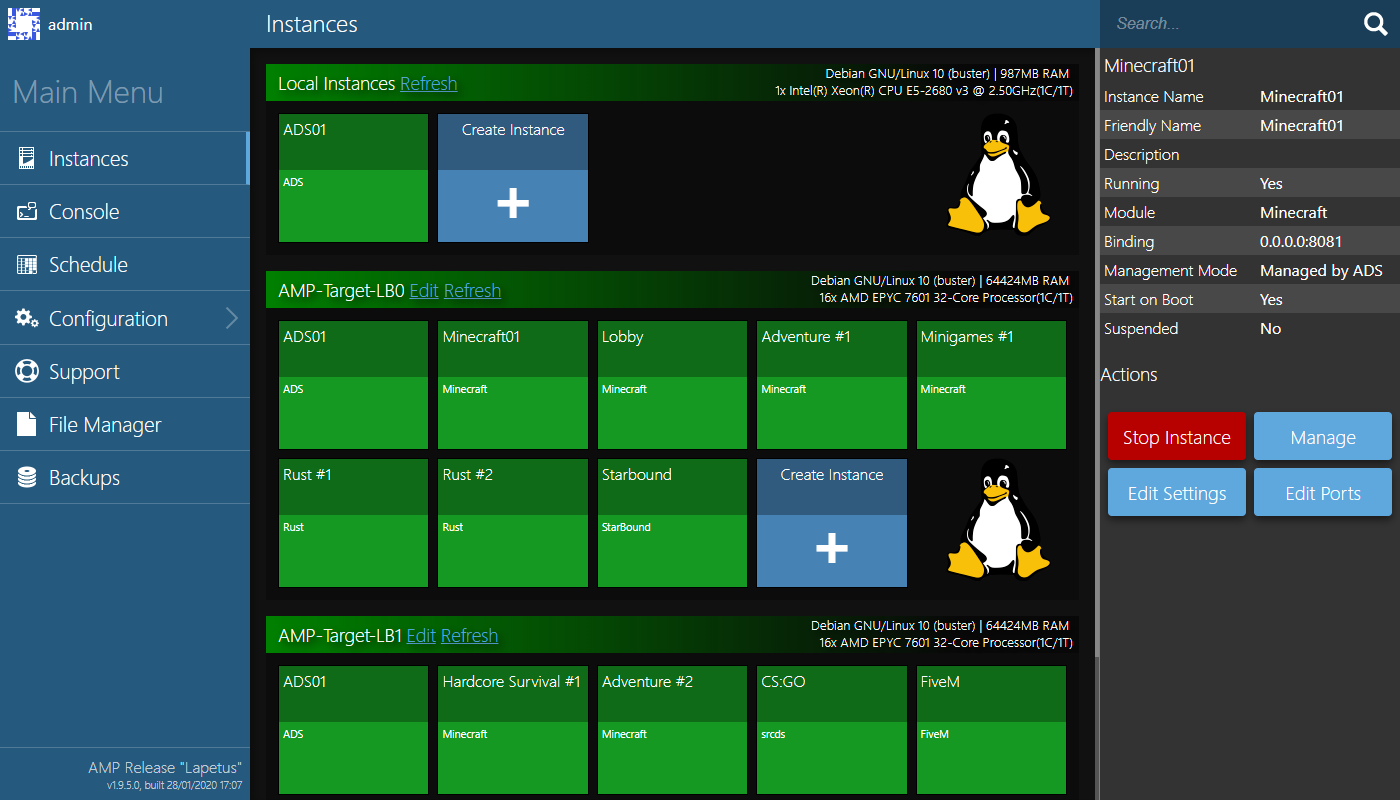 admin
Main Menu
Instances
Console
Schedule
Configuration
Support
File Manager
Backups
AMP Release "Lapetus"
v1.9.5.0, built 28/01/2020 17:07
Instances
Local Instances Refresh
Debian GNU/Linux 10 (buster) | 987MB RAM
1x Intel(R) Xeon(R) CPU E5-2680 v3 @ 2.50GHz(1C/1T)
ADS01
ADS
Create Instance
AMP-Target-LB0 Edit Refresh
Debian GNU/Linux 10 (buster) | 64424MB RAM
16x AMD EPYC 7601 32-Core Processor(1C/1T)
ADS01
ADS
Minecraft01
Minecraft
Lobby
Minecraft
Adventure #1
Minecraft
Minigames #1
Minecraft
Rust #1
Rust
Rust #2
Rust
Starbound
StarBound
Create Instance
AMP-Target-LB1 Edit Refresh
Debian GNU/Linux 10 (buster) | 64424MB RAM
16x AMD EPYC 7601 32-Core Processor(1C/1T)
ADS01
ADS
Hardcore Survival #1
Minecraft
Adventure #2
Minecraft
CS:GO
srcds
FiveM
FiveM
Search...
Minecraft01
Instance Name Minecraft01
Friendly Name Minecraft01
Description
Running Yes
Module Minecraft
Binding 0.0.0.0:8081
Management Mode Managed by ADS
Start on Boot Yes
Suspended No
Actions
Stop Instance
Manage
Edit Settings
Edit Ports